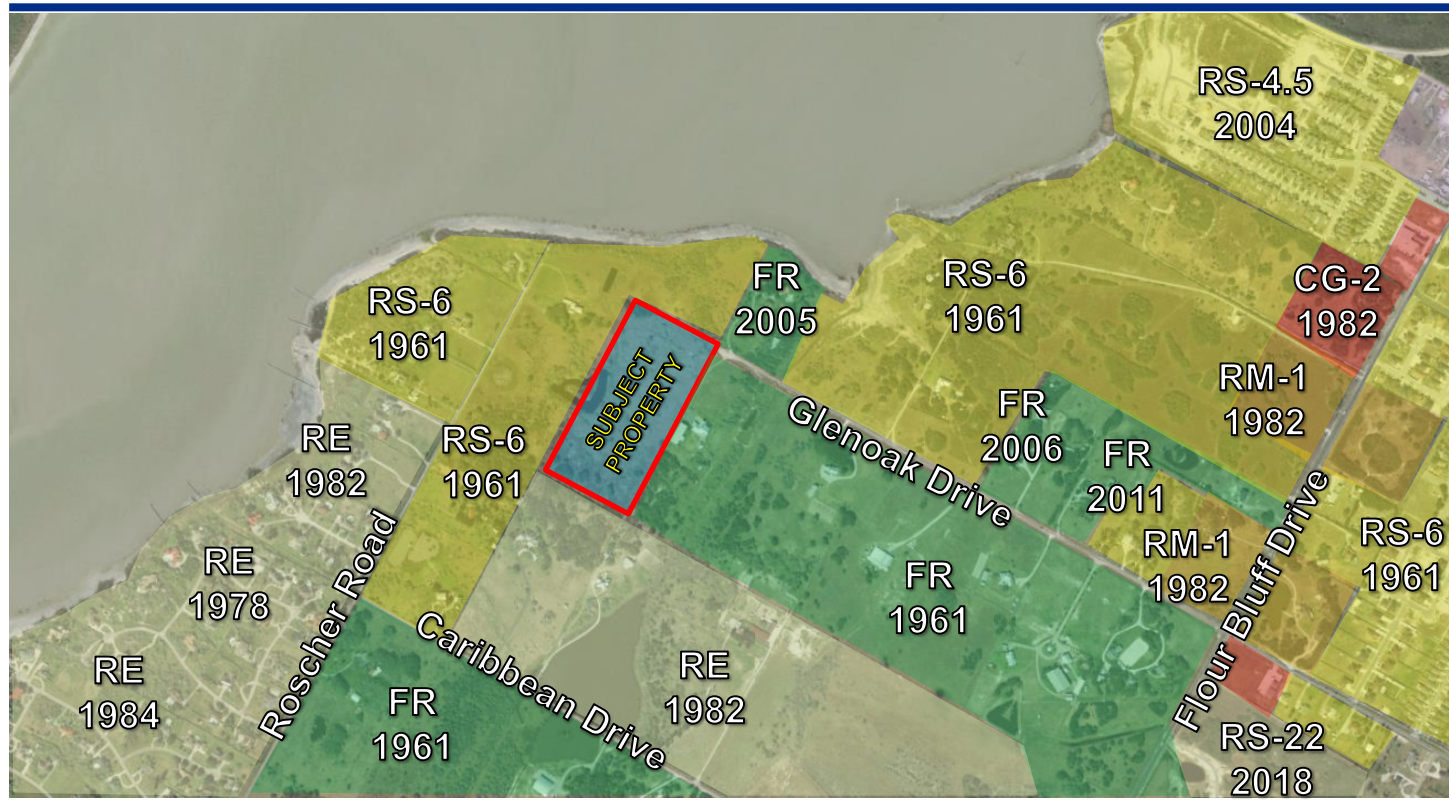 RS-4.5
2004
FR
2005
RS-6
1961
CG-2
1982
RS-6
1961
SUBJECT
PROPERTY
RM-1
1982
Glenoak Drive
FR
2006
RE
1982
RS-6
1961
FR
2011
Flour Bluff Drive
RM-1
1982
RS-6
1961
RE
1978
Roscher Road
FR
1961
Caribbean Drive
RE
1984
FR
1961
RE
1982
RS-22
2018